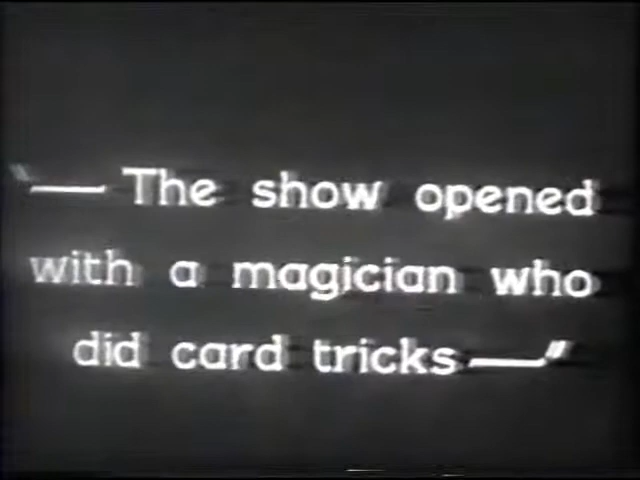 "— The show opened
with a magician who
did card tricks —"